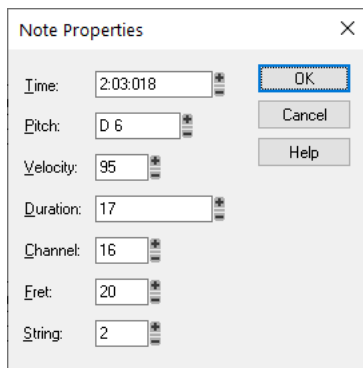 Note Properties
Time: 2:03:018
OK
Pitch: D 6
Cancel
Velocity: 95
Help
Duration: 17
Channel: 16
Fret: 20
String: 2